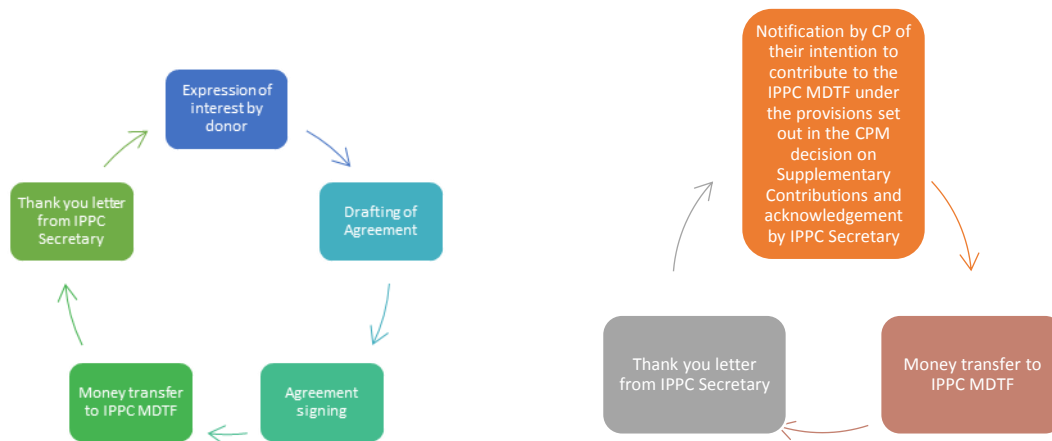 Expression of
interest by
donor
Drafting of
Agreement
Agreement
signing
Money transfer
to IPPC MDTF
Thank you letter
from IPPC
Secretary
Notification by CP of
their intention to
contribute to the
IPPC MDTF under
the provisions set
out in the CPM
decision on
Supplementary
Contributions and
acknowledgement
by IPPC Secretary
Money transfer to
IPPC MDTF
Thank you letter
from IPPC Secretary